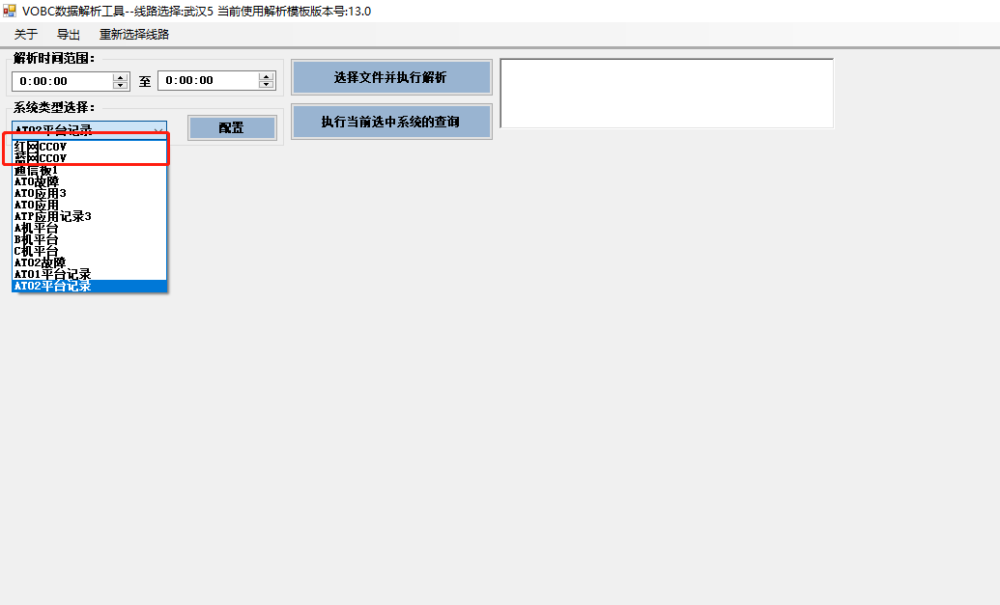 VOBC数据解析工具--线路选择:武汉5 当前使用解析模板版本号:13.0
关于 导出 重新选择线路
解析时间范围：
0:00:00 至 0:00:00
选择文件并执行解析
系统类型选择：
ATO2平台记录
配置
执行当前选中系统的查询
红网CCOV
蓝网CCOV
通信板1
ATO故障
ATO应用3
ATO应用
ATP应用记录3
A机平台
B机平台
C机平台
ATO2故障
ATO1平台记录
ATO2平台记录